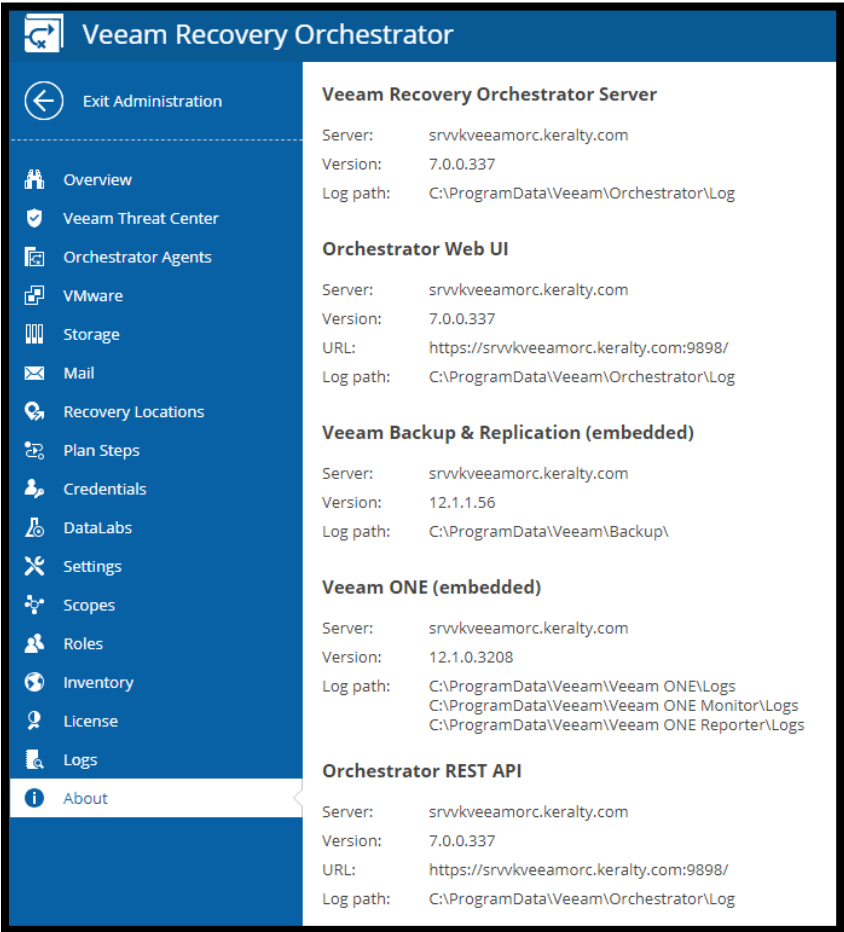 Veeam Recovery Orchestrator
Exit Administration
Overview
Veeam Threat Center
Orchestrator Agents
VMware
Storage
Mail
Recovery Locations
Plan Steps
Credentials
DataLabs
Settings
Scopes
Roles
Inventory
License
Logs
About
Veeam Recovery Orchestrator Server
Server: srvvkveeamorc.keralty.com
Version: 7.0.0.337
Log path: C:\ProgramData\Veeam\Orchestrator\Log
Orchestrator Web UI
Server: srvvkveeamorc.keralty.com
Version: 7.0.0.337
URL: https://srvvkveeamorc.keralty.com:9898/
Log path: C:\ProgramData\Veeam\Orchestrator\Log
Veeam Backup & Replication (embedded)
Server: srvvkveeamorc.keralty.com
Version: 12.1.1.56
Log path: C:\ProgramData\Veeam\Backup\
Veeam ONE (embedded)
Server: srvvkveeamorc.keralty.com
Version: 12.1.0.3208
Log path: C:\ProgramData\Veeam\Veeam ONE\Logs
C:\ProgramData\Veeam\Veeam ONE Monitor\Logs
C:\ProgramData\Veeam\Veeam ONE Reporter\Logs
Orchestrator REST API
Server: srvvkveeamorc.keralty.com
Version: 7.0.0.337
URL: https://srvvkveeamorc.keralty.com:9898/
Log path: C:\ProgramData\Veeam\Orchestrator\Log